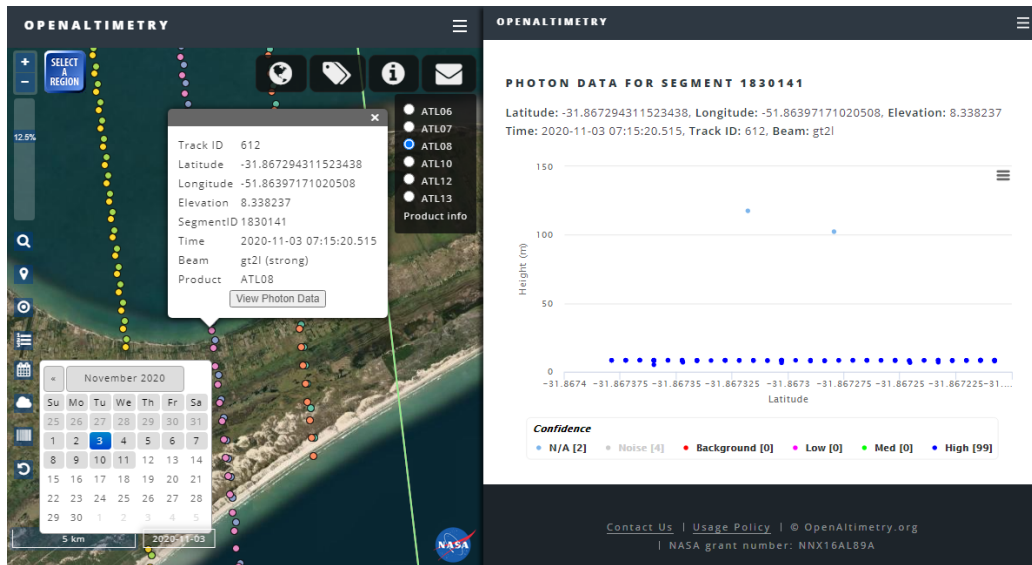 OPENALTIMETRY
+
−
SELECT
A
REGION
12.5%
ATL06
ATL07
ATL08
ATL10
ATL12
ATL13
Product info
×
Track ID 612
Latitude -31.867294311523438
Longitude -51.86397171020508
Elevation 8.338237
SegmentID 1830141
Time 2020-11-03 07:15:20.515
Beam gt2l (strong)
Product ATL08
View Photon Data
« November 2020
Su Mo Tu We Th Fr Sa
25 26 27 28 29 30 31
1 2 3 4 5 6 7
8 9 10 11 12 13 14
15 16 17 18 19 20 21
22 23 24 25 26 27 28
29 30 1 2 3 4 5
5 km
2020-11-03
NASA
OPENALTIMETRY
PHOTON DATA FOR SEGMENT 1830141
Latitude: -31.867294311523438, Longitude: -51.86397171020508, Elevation: 8.338237
Time: 2020-11-03 07:15:20.515, Track ID: 612, Beam: gt2l
150
100
50
0
Height (m)
-31.8674 -31.867375 -31.86735 -31.867325 -31.8673 -31.867275 -31.86725 -31.867225 -31....
Latitude
Confidence
N/A [2] Noise [4] Background [0] Low [0] Med [0] High [99]
Contact Us | Usage Policy | © OpenAltimetry.org
| NASA grant number: NNX16AL89A